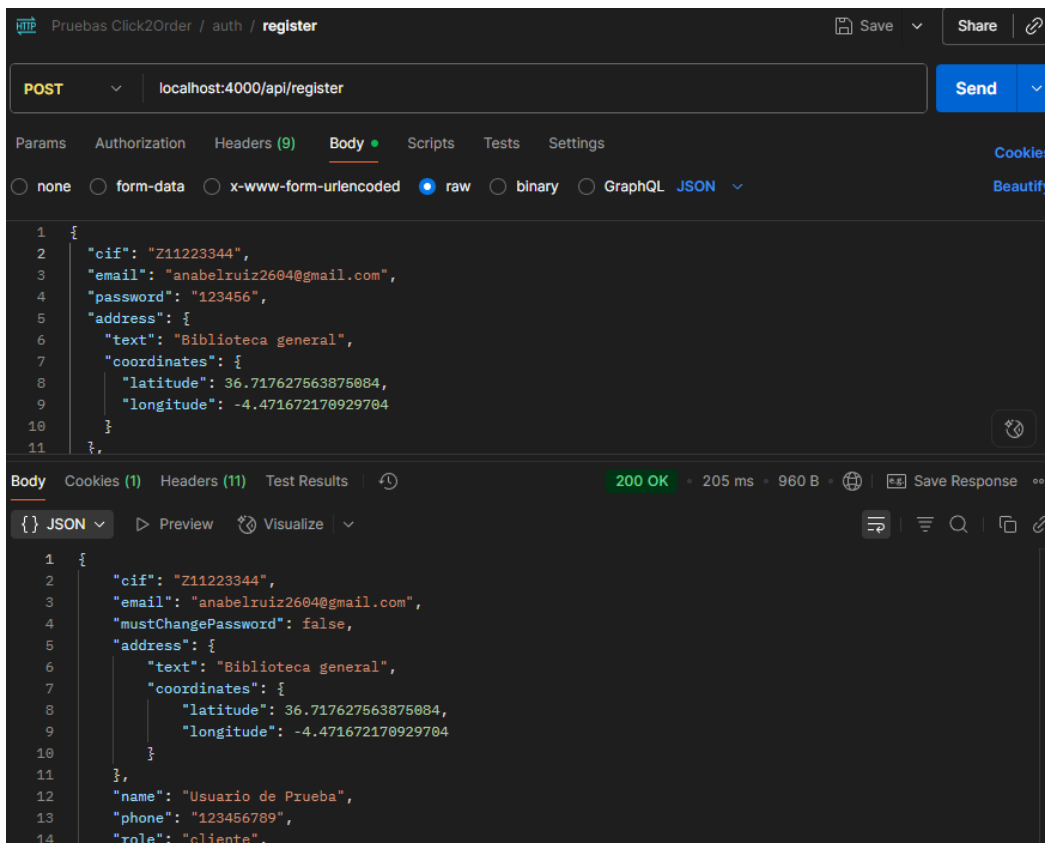 HTTP Pruebas Click2Order / auth / register Save Share
POST localhost:4000/api/register Send
Params Authorization Headers (9) Body Scripts Tests Settings Cookies
none form-data x-www-form-urlencoded raw binary GraphQL JSON Beautify
1 {
2 "cif": "Z11223344",
3 "email": "anabelruiz2604@gmail.com",
4 "password": "123456",
5 "address": {
6 "text": "Biblioteca general",
7 "coordinates": {
8 "latitude": 36.717627563875084,
9 "longitude": -4.471672170929704
10 }
11 },
Body Cookies (1) Headers (11) Test Results 200 OK • 205 ms • 960 B • e.g. Save Response
{} JSON Preview Visualize
1 {
2 "cif": "Z11223344",
3 "email": "anabelruiz2604@gmail.com",
4 "mustChangePassword": false,
5 "address": {
6 "text": "Biblioteca general",
7 "coordinates": {
8 "latitude": 36.717627563875084,
9 "longitude": -4.471672170929704
10 }
11 },
12 "name": "Usuario de Prueba",
13 "phone": "123456789",
14 "role": "cliente",